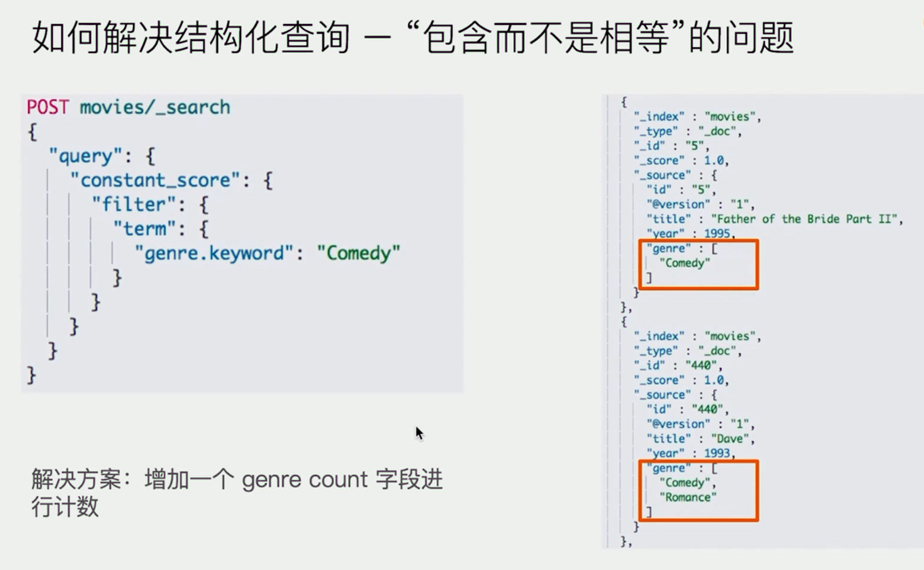 如何解决结构化查询 — “包含而不是相等”的问题
POST movies/_search
{
"query": {
"constant_score": {
"filter": {
"term": {
"genre.keyword": "Comedy"
}
}
}
}
}
解决方案：增加一个 genre count 字段进
行计数
{
"_index" : "movies",
"_type" : "_doc",
"_id" : "5",
"_score" : 1.0,
"_source" : {
"id" : "5",
"@version" : "1",
"title" : "Father of the Bride Part II",
"year" : 1995,
"genre" : [
"Comedy"
]
}
},
{
"_index" : "movies",
"_type" : "_doc",
"_id" : "440",
"_score" : 1.0,
"_source" : {
"id" : "440",
"@version" : "1",
"title" : "Dave",
"year" : 1993,
"genre" : [
"Comedy",
"Romance"
]
}
},